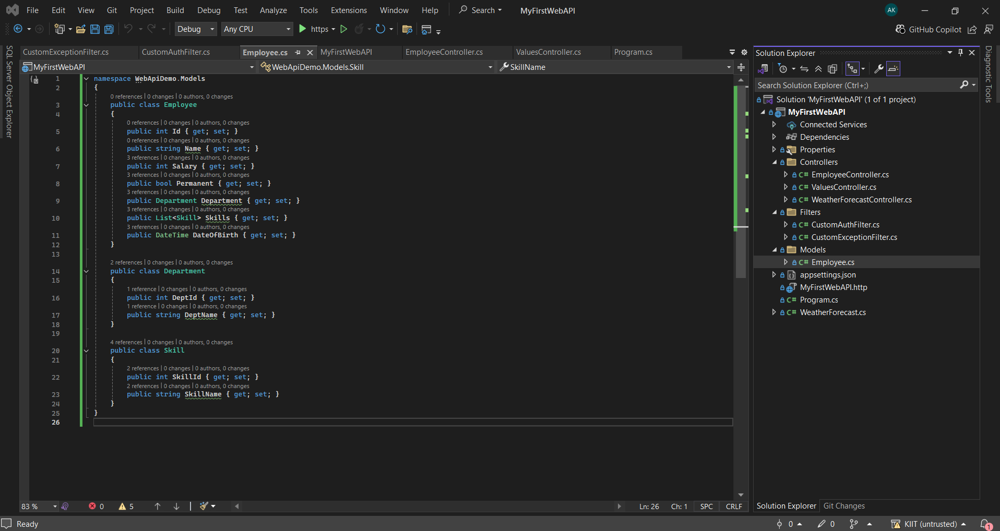 File Edit View Git Project Build Debug Test Analyze Tools Extensions Window Help Search MyFirstWebAPI AK
Debug Any CPU https GitHub Copilot
SQL Server Object Explorer
CustomExceptionFilter.cs CustomAuthFilter.cs Employee.cs MyFirstWebAPI EmployeeController.cs ValuesController.cs Program.cs
MyFirstWebAPI WebApiDemo.Models.Skill SkillName
1 namespace WebApiDemo.Models
2 {
0 references | 0 changes | 0 authors, 0 changes
3 public class Employee
4 {
0 references | 0 changes | 0 authors, 0 changes
5 public int Id { get; set; }
0 references | 0 changes | 0 authors, 0 changes
6 public string Name { get; set; }
3 references | 0 changes | 0 authors, 0 changes
7 public int Salary { get; set; }
3 references | 0 changes | 0 authors, 0 changes
8 public bool Permanent { get; set; }
3 references | 0 changes | 0 authors, 0 changes
9 public Department Department { get; set; }
3 references | 0 changes | 0 authors, 0 changes
10 public List<Skill> Skills { get; set; }
3 references | 0 changes | 0 authors, 0 changes
11 public DateTime DateOfBirth { get; set; }
12 }
13
2 references | 0 changes | 0 authors, 0 changes
14 public class Department
15 {
1 reference | 0 changes | 0 authors, 0 changes
16 public int DeptId { get; set; }
1 reference | 0 changes | 0 authors, 0 changes
17 public string DeptName { get; set; }
18 }
19
4 references | 0 changes | 0 authors, 0 changes
20 public class Skill
21 {
2 references | 0 changes | 0 authors, 0 changes
22 public int SkillId { get; set; }
2 references | 0 changes | 0 authors, 0 changes
23 public string SkillName { get; set; }
24 }
25 }
26
83 % 0 5 Ln: 26 Ch: 1 SPC CRLF
Solution Explorer
Search Solution Explorer (Ctrl+;)
Solution 'MyFirstWebAPI' (1 of 1 project)
MyFirstWebAPI
Connected Services
Dependencies
Properties
Controllers
C# EmployeeController.cs
C# ValuesController.cs
C# WeatherForecastController.cs
Filters
C# CustomAuthFilter.cs
C# CustomExceptionFilter.cs
Models
C# Employee.cs
appsettings.json
MyFirstWebAPI.http
C# Program.cs
C# WeatherForecast.cs
Solution Explorer Git Changes
Diagnostic Tools
Ready 0 0 KIIT (untrusted) 1